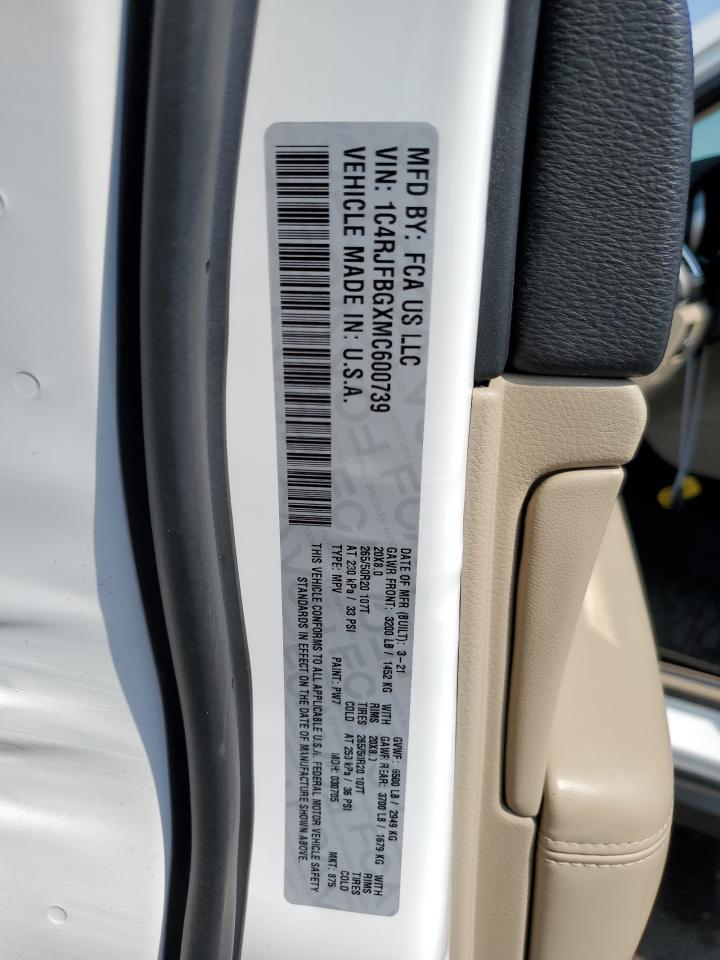 MFD BY: FCA US LLC
VIN: 1C4RJFBGXMC600739
VEHICLE MADE IN: U.S.A.
DATE OF MFR (BUILT): 3-21 GVWR: 6500 LB / 2949 KG
GAWR FRONT: 3200 LB / 1452 KG WITH GAWR REAR: 3700 LB / 1679 KG WITH
20X8.0 RIMS 20X8.0 RIMS
265/50R20 107T TIRES 265/50R20 107T TIRES
AT 230 kPa / 33 PSI COLD AT 250 kPa / 36 PSI COLD
TYPE: MPV PAINT: PW7 MDH: 030705 MKT: 875
THIS VEHICLE CONFORMS TO ALL APPLICABLE U.S.A. FEDERAL MOTOR VEHICLE SAFETY
STANDARDS IN EFFECT ON THE DATE OF MANUFACTURE SHOWN ABOVE.